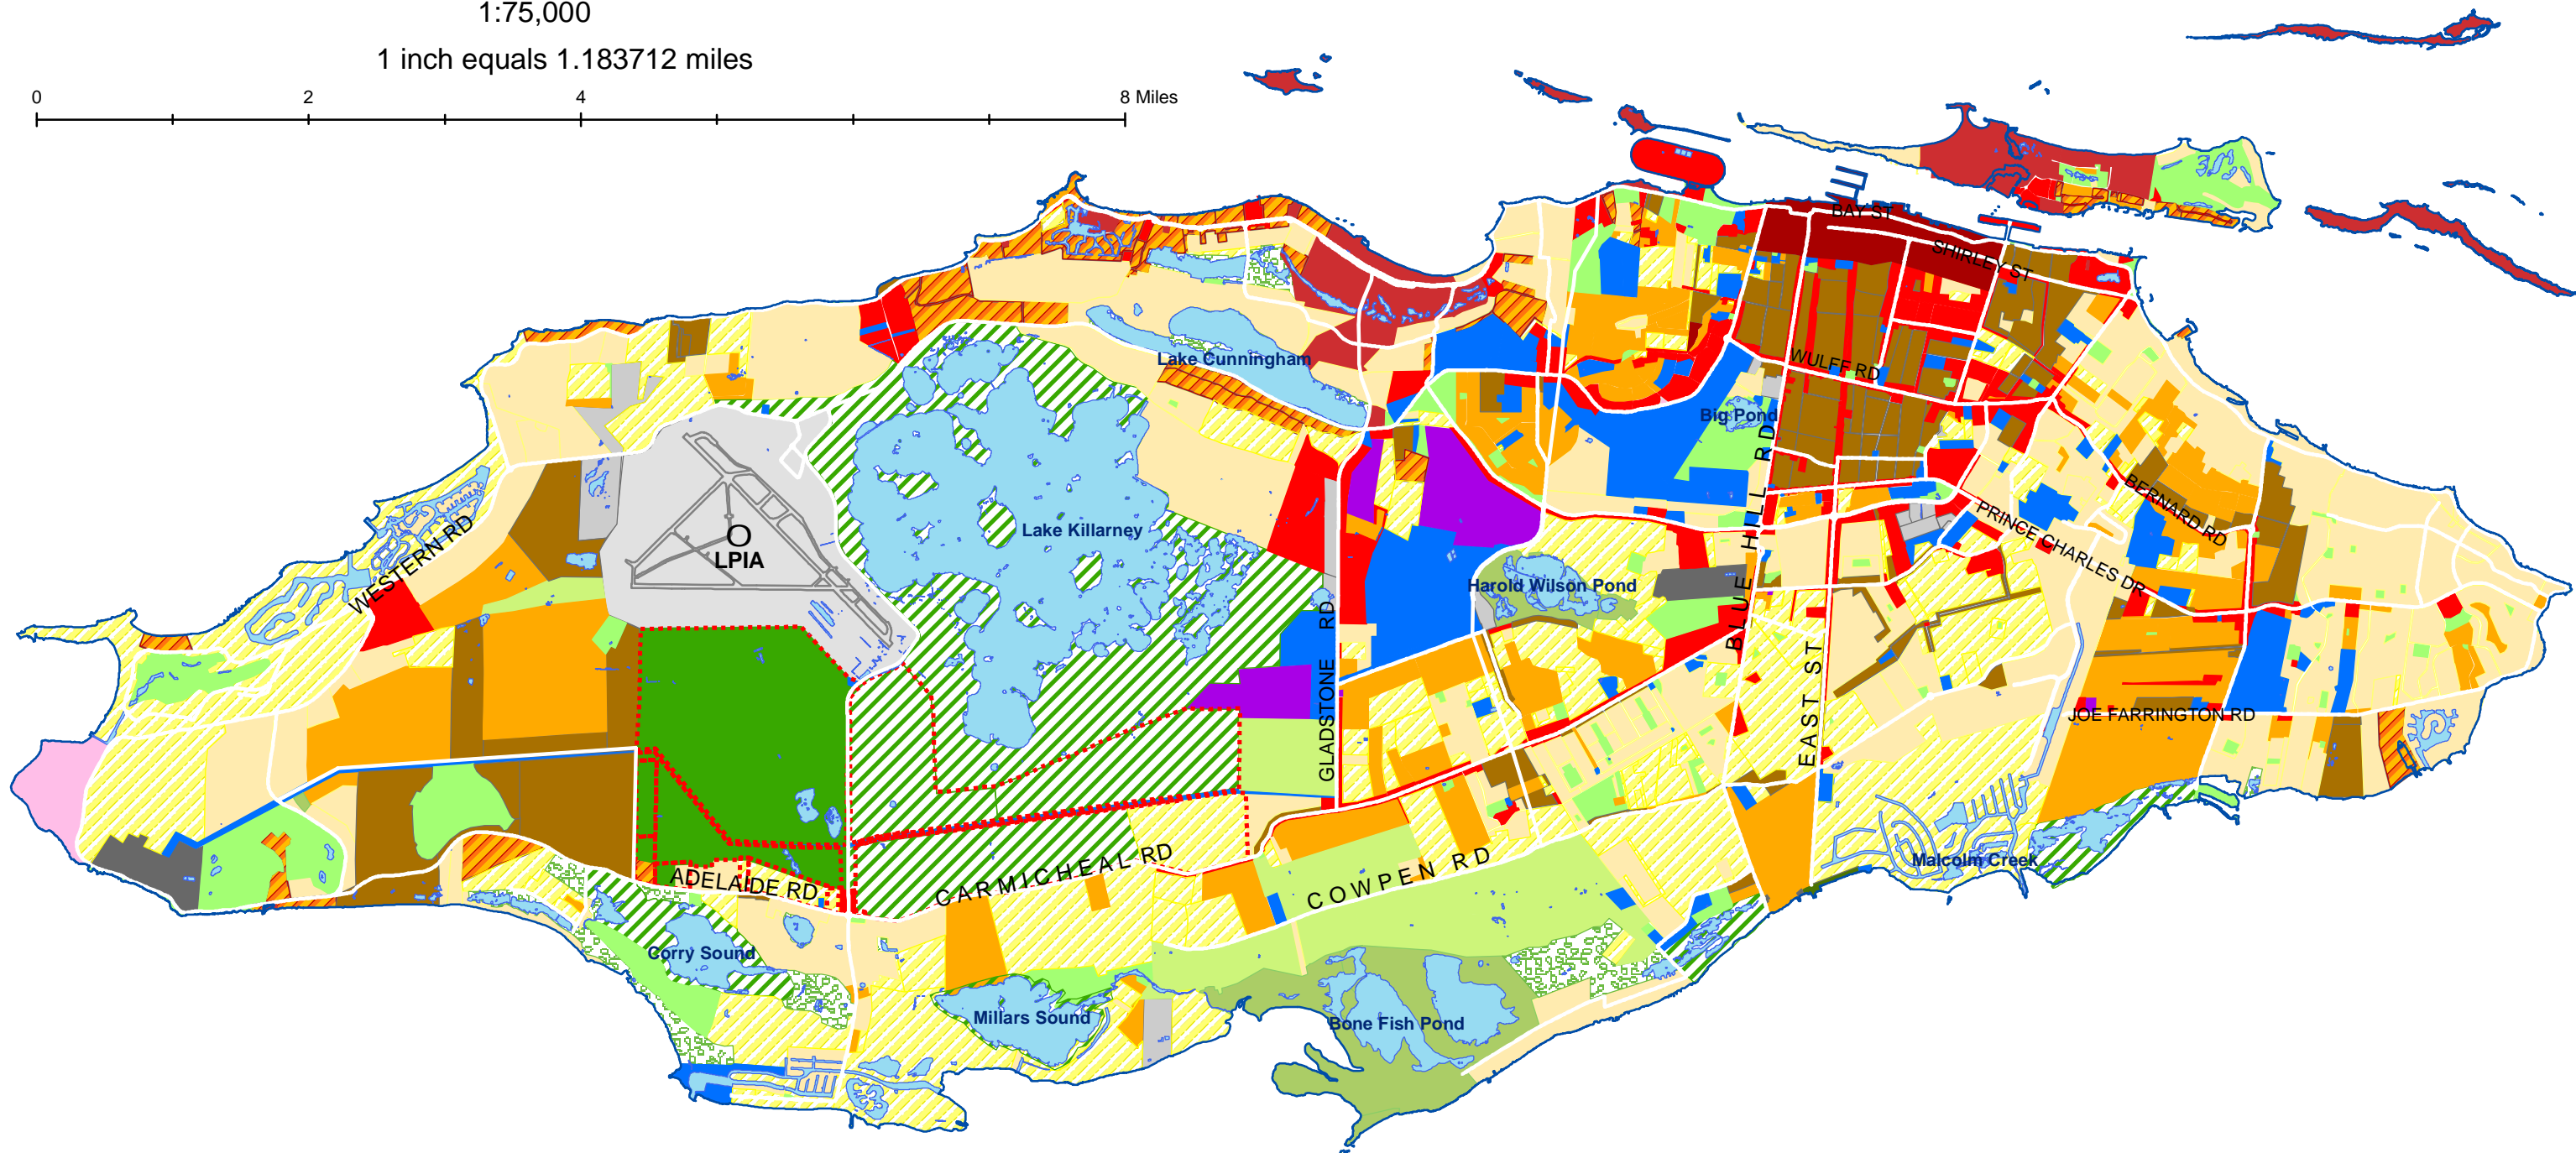 1:75,000
1 inch equals 1.183712 miles
0 2 4 8 Miles
BAY ST
SHIRLEY ST
WULFF RD
Lake Cunningham
Big Pond
BLUE HILL RD
BERNARD RD
PRINCE CHARLES DR
Lake Killarney
WESTERN RD
O
LPIA
Harold Wilson Pond
GLADSTONE RD
EAST ST
JOE FARRINGTON RD
Malcolm Creek
ADELAIDE RD
CARMICHEAL RD
COWPEN RD
Corry Sound
Millars Sound
Bone Fish Pond